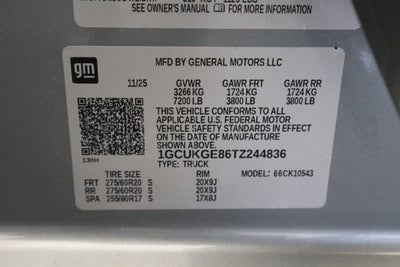 SEE OWNER'S MANUAL FOR MORE INFORMATION
gm
MFD BY GENERAL MOTORS LLC
11/25 GVWR GAWR FRT GAWR RR
3266 KG 1724 KG 1724 KG
7200 LB 3800 LB 3800 LB
THIS VEHICLE CONFORMS TO ALL
APPLICABLE U.S. FEDERAL MOTOR
VEHICLE SAFETY STANDARDS IN
EFFECT ON THE DATE OF MANUFACTURE
SHOWN ABOVE.
1GCUKGE86TZ244836
130H TYPE: TRUCK
TIRE SIZE RIM MODEL: 66CK10543
FRT 275/60R20 S 20X9J
RR 275/60R20 S 20X9J
SPA 255/80R17 S 17X8J